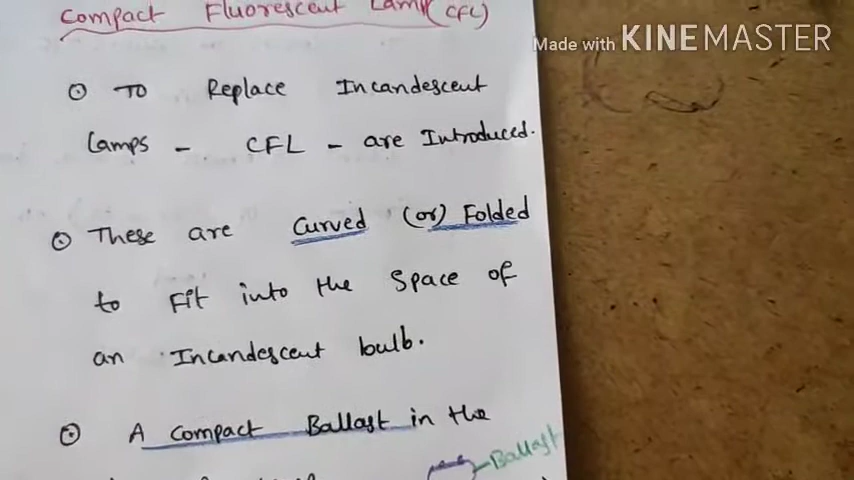 Compact Fluorescent Lamp (CFL)
Made with KINEMASTER
⊙ To Replace Incandescent
Lamps - CFL - are Introduced.
⊙ These are Curved (or) Folded
to Fit into the Space of
an Incandescent bulb.
⊙ A Compact Ballast in the
Ballast